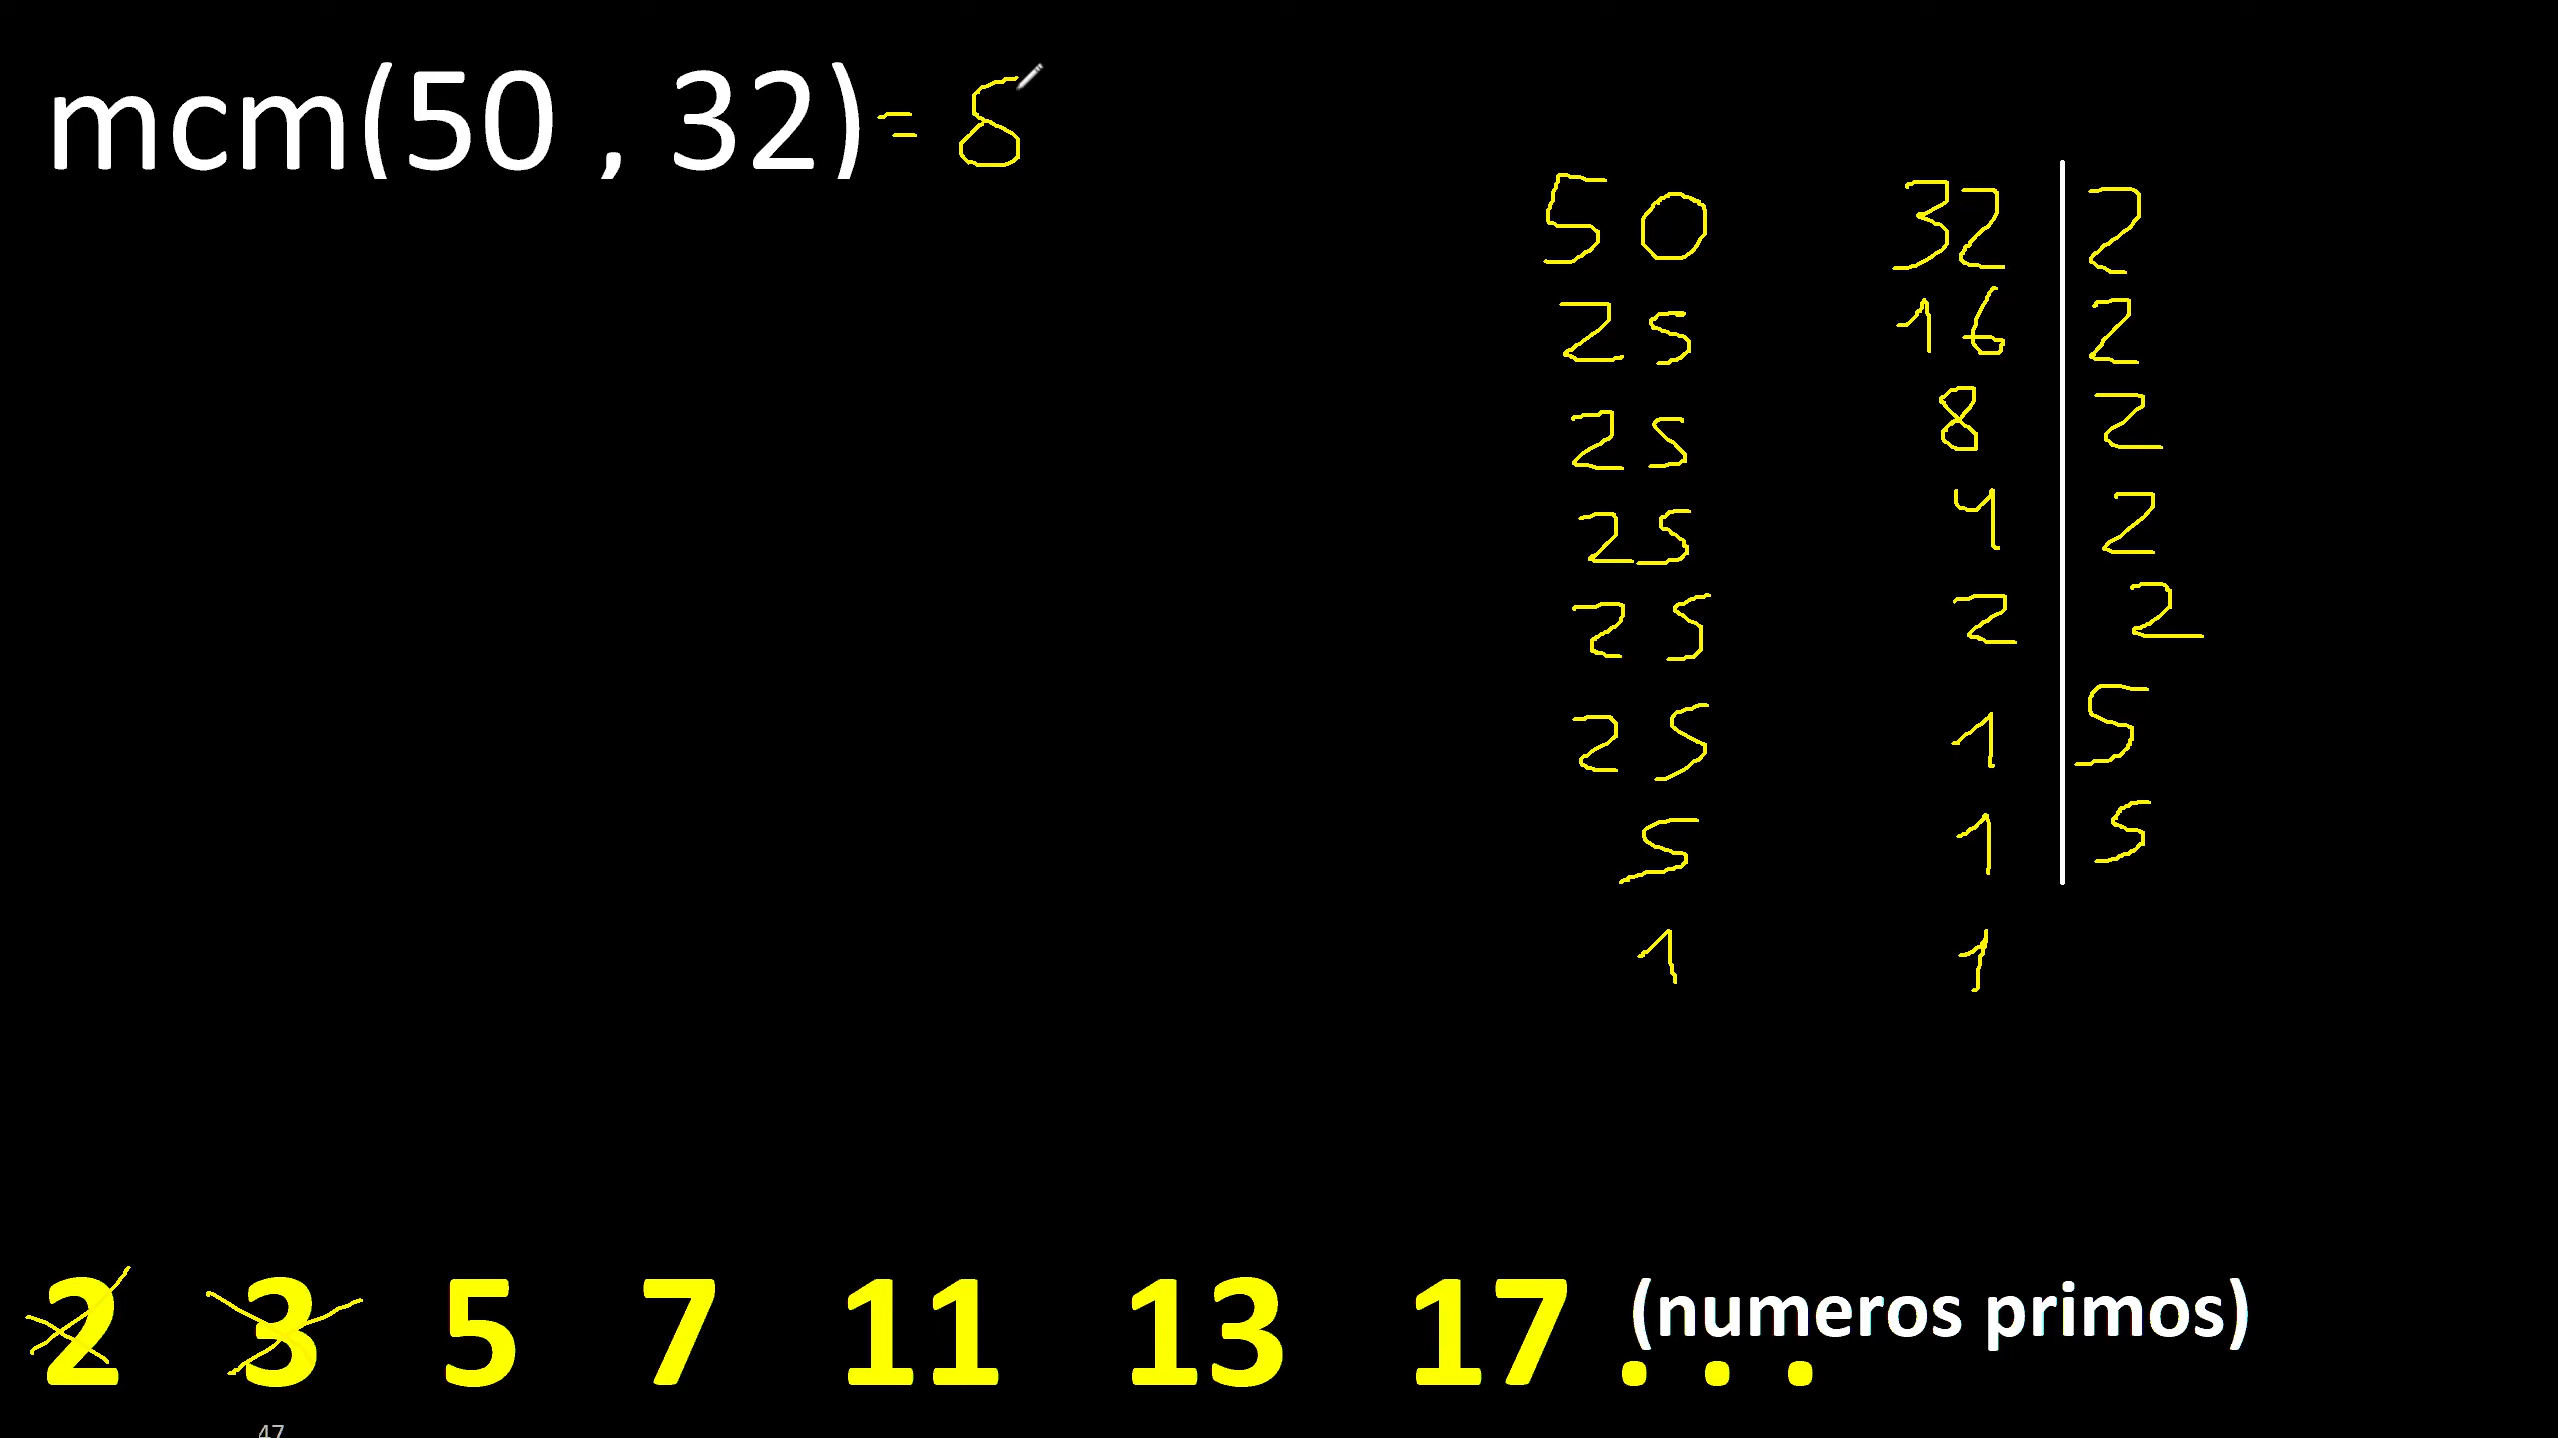 mcm(50 , 32) = 8
50 32 2
25 16 2
25 8 2
25 4 2
25 2 2
25 1 5
5 1 5
1 1
2 3 5 7 11 13 17 ... (numeros primos)
47